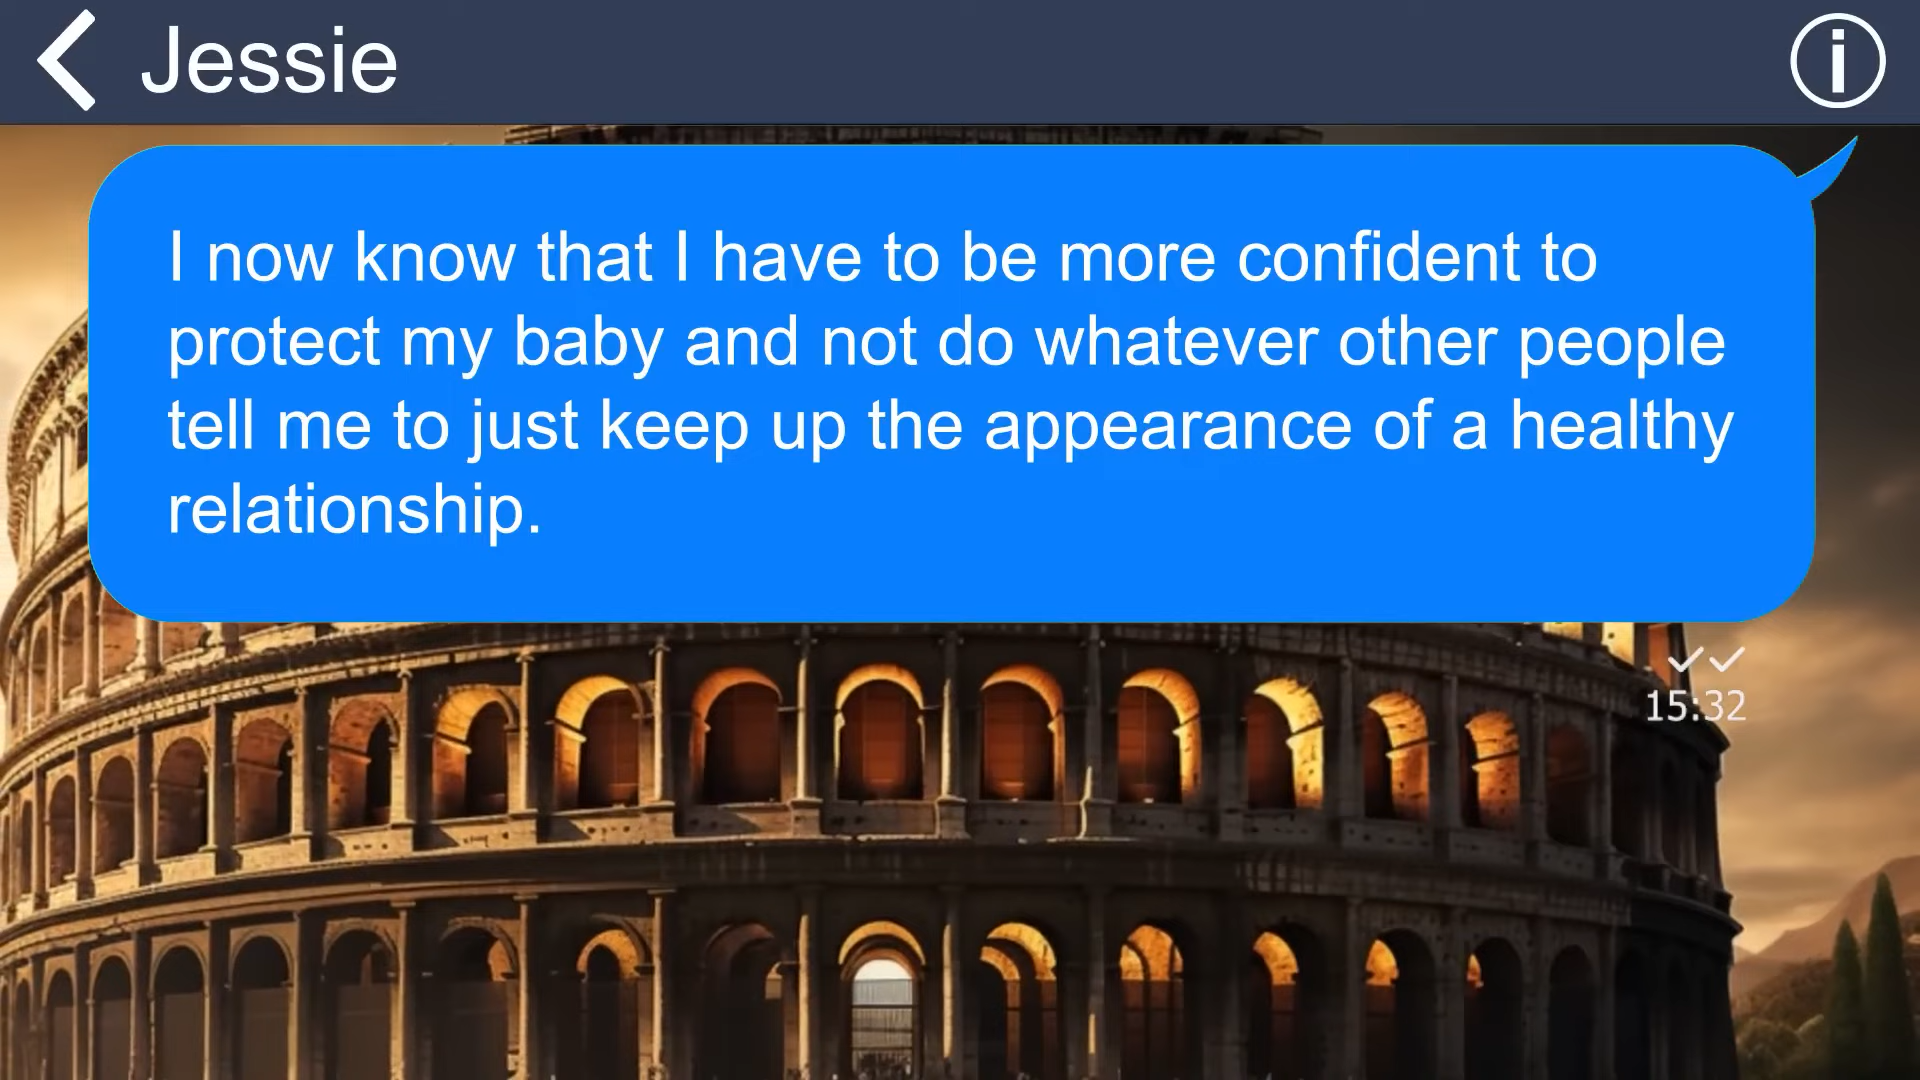 Jessie
I now know that I have to be more confident to
protect my baby and not do whatever other people
tell me to just keep up the appearance of a healthy
relationship.
15:32